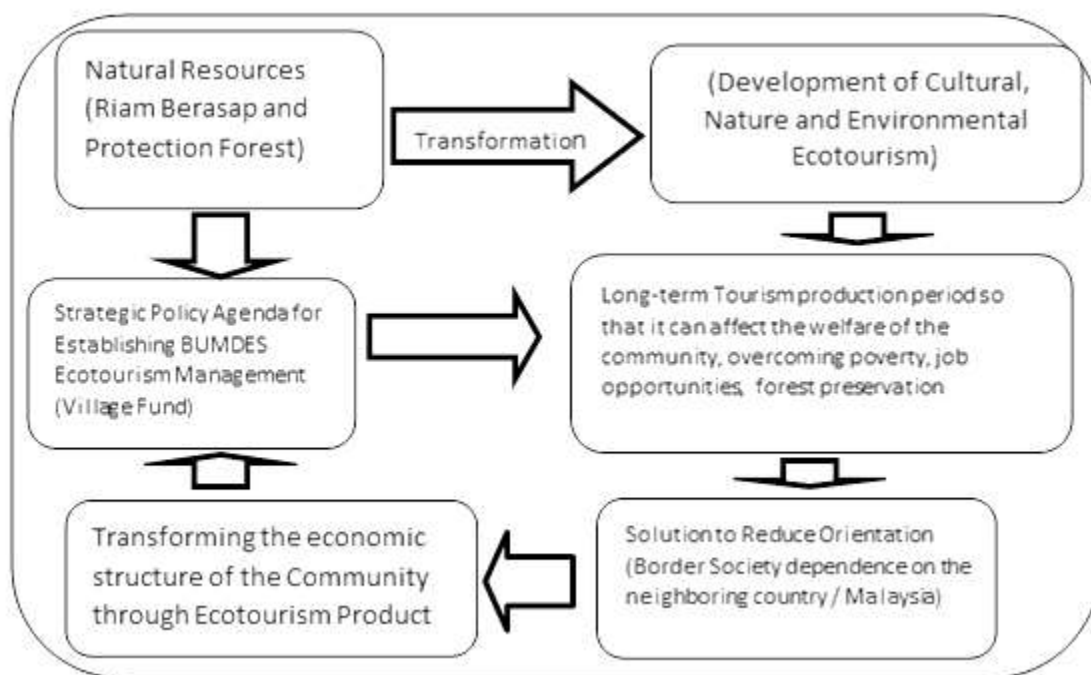 Natural Resources
(Riam Berasap and
Protection Forest)
Transformation
(Development of Cultural,
Nature and Environmental
Ecotourism)
Strategic Policy Agenda for
Establishing BUMDES
Ecotourism Management
(Village Fund)
Long-term Tourism production period so
that it can affect the welfare of the
community, overcoming poverty, job
opportunities, forest preservation
Transforming the economic
structure of the Community
through Ecotourism Product
Solution to Reduce Orientation
(Border Society dependence on the
neighboring country / Malaysia)